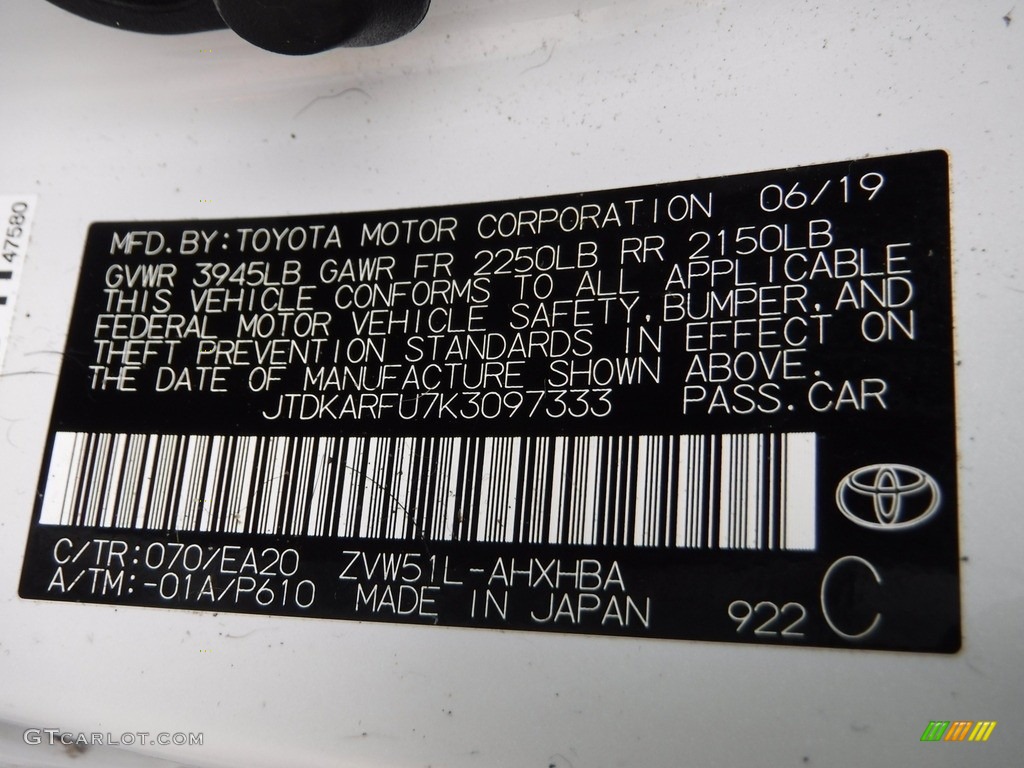 47580
MFD. BY: TOYOTA MOTOR CORPORATION 06/19
GVWR 3945LB GAWR FR 2250LB RR 2150LB
THIS VEHICLE CONFORMS TO ALL APPLICABLE
FEDERAL MOTOR VEHICLE SAFETY, BUMPER, AND
THEFT PREVENTION STANDARDS IN EFFECT ON
THE DATE OF MANUFACTURE SHOWN ABOVE.
JTDKARFU7K3097333 PASS. CAR
C/TR:070/EA20 ZVW51L-AHXHBA
A/TM:-01A/P610 MADE IN JAPAN 922 C
GTcarlot.com